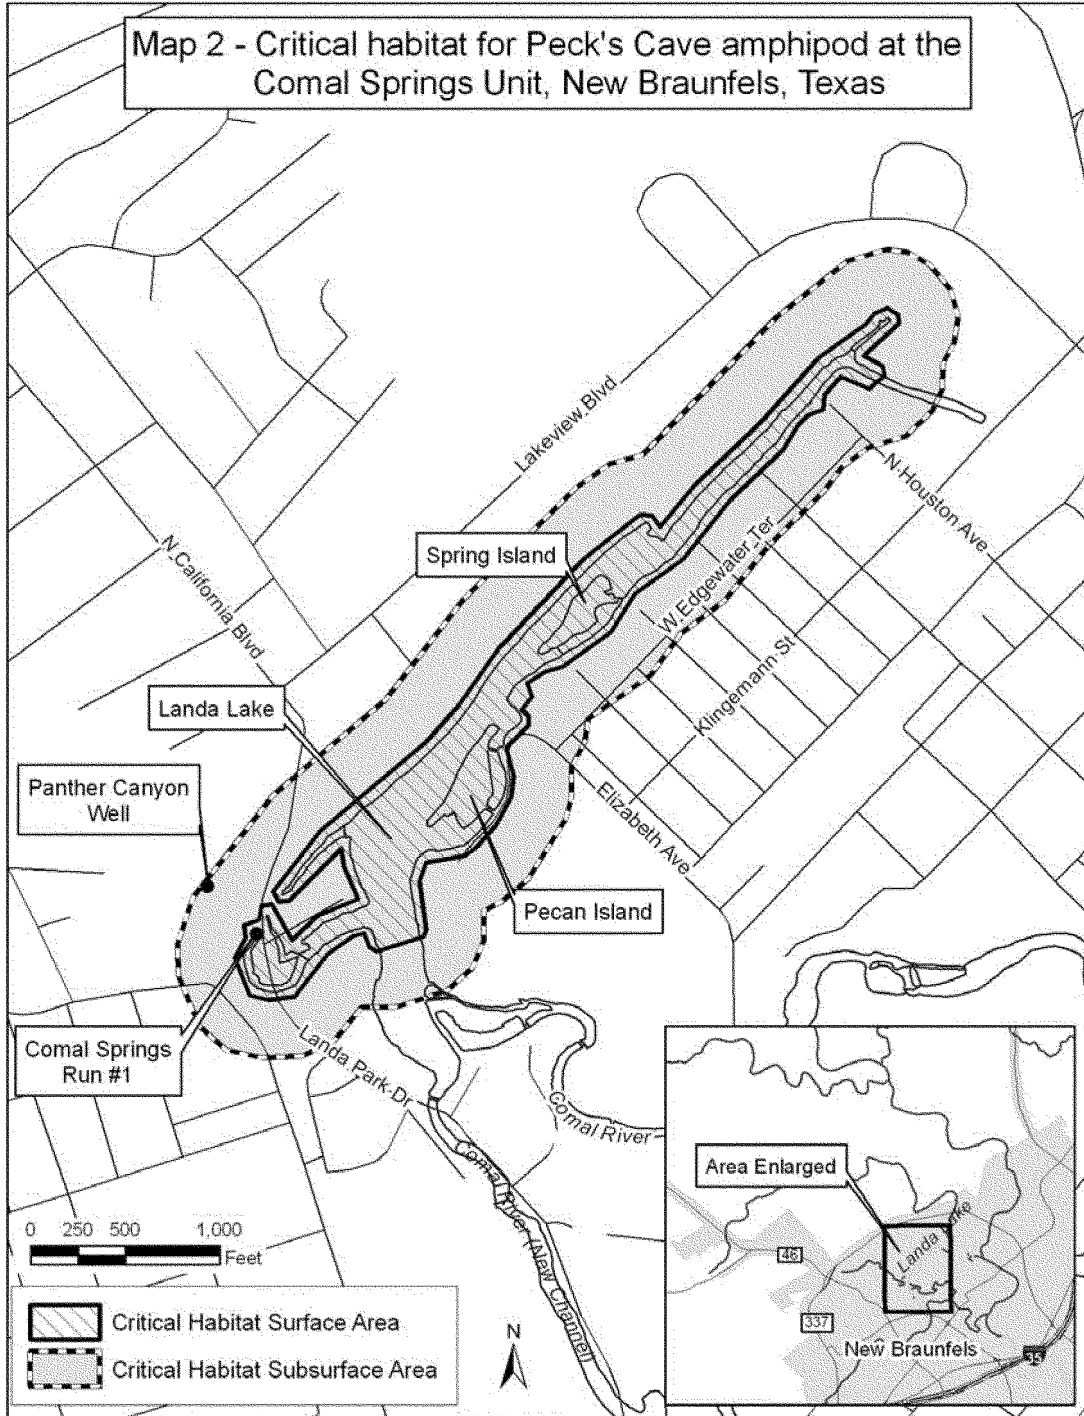 Map 2 - Critical habitat for Peck's Cave amphipod at the
Comal Springs Unit, New Braunfels, Texas
Lakeview Blvd
N Houston Ave
N California Blvd
Spring Island
W Edgewater Ter
Klingemann St
Landa Lake
Panther Canyon
Well
Elizabeth Ave
Pecan Island
Comal Springs
Run #1
Landa Park Dr
Comal River
Comal River (New Channel)
0 250 500 1,000
Feet
Critical Habitat Surface Area
Critical Habitat Subsurface Area
N
Area Enlarged
Landa Lake
46
337
New Braunfels
35